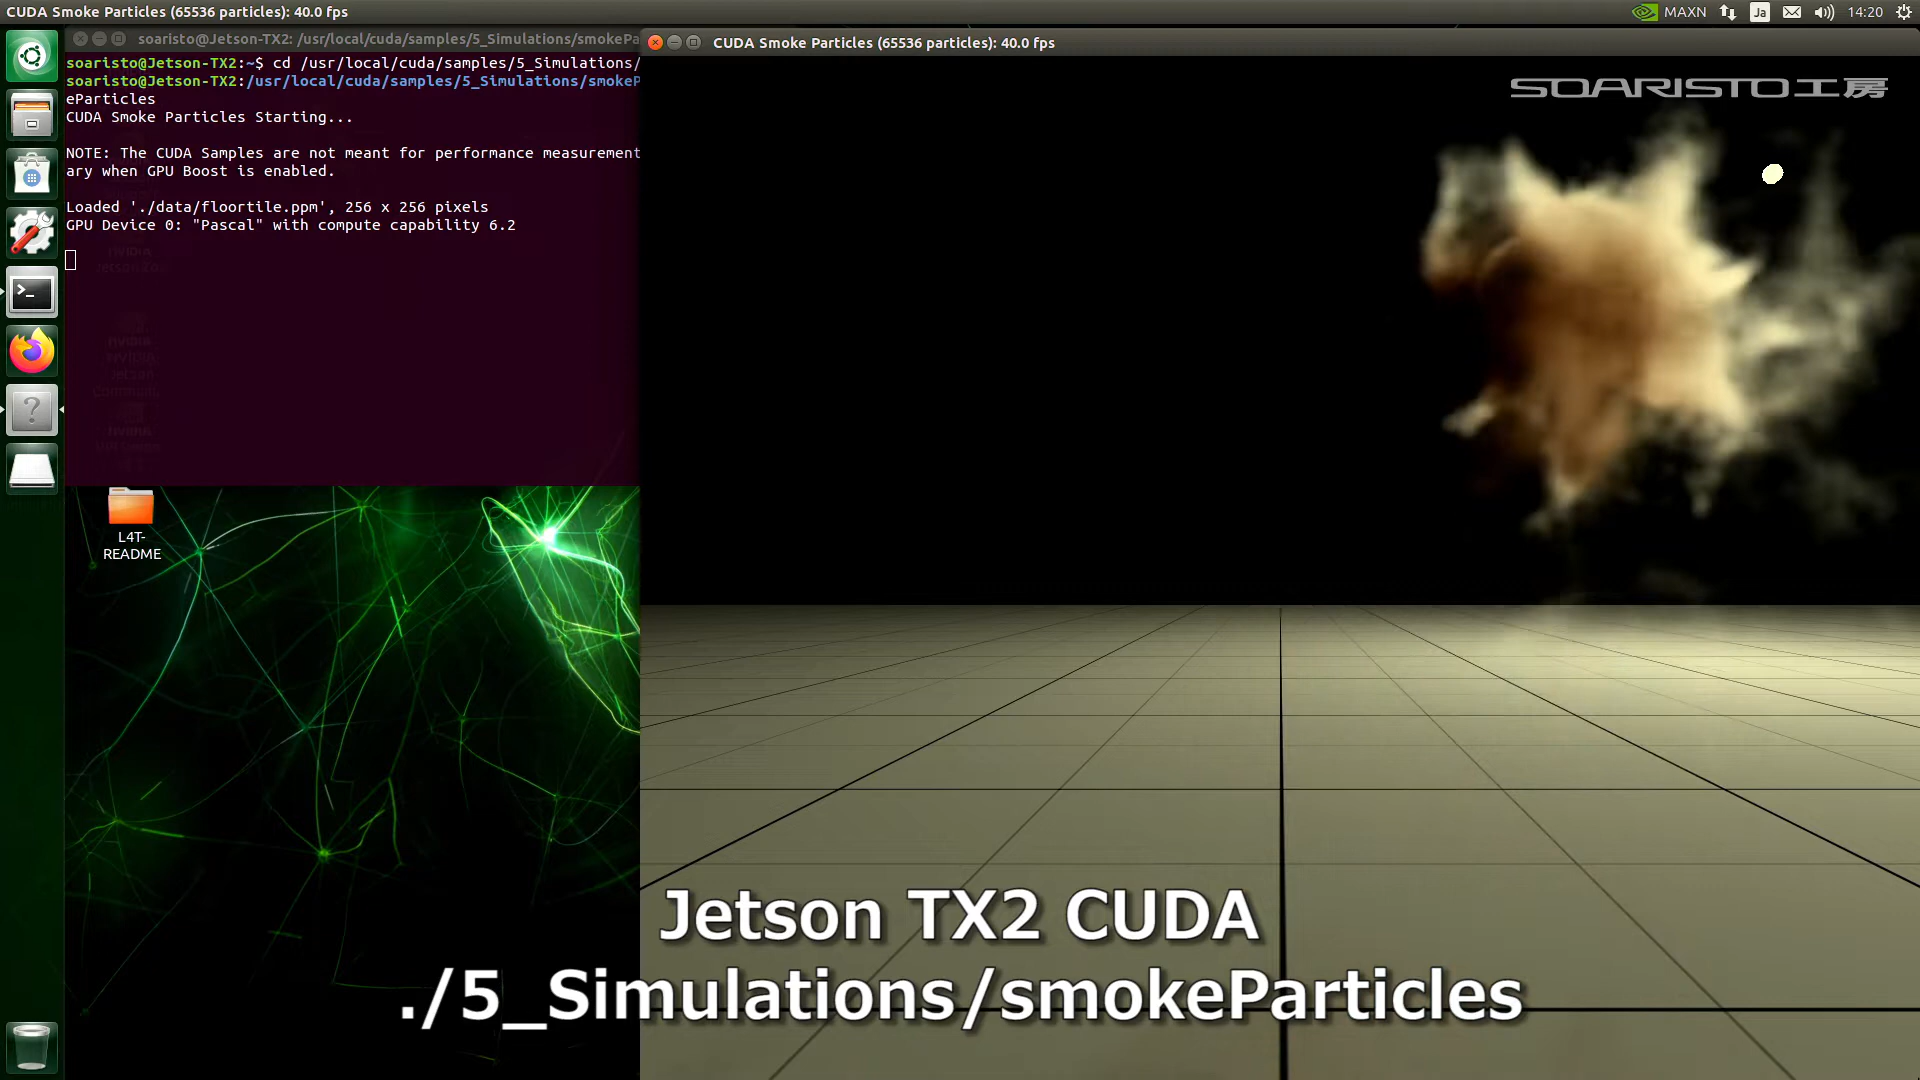 CUDA Smoke Particles (65536 particles): 40.0 fps
MAXN
Ja
14:20
soaristo@Jetson-TX2: /usr/local/cuda/samples/5_Simulations/smokePa
CUDA Smoke Particles (65536 particles): 40.0 fps
soaristo@Jetson-TX2:~$ cd /usr/local/cuda/samples/5_Simulations/
soaristo@Jetson-TX2:/usr/local/cuda/samples/5_Simulations/smokeP
eParticles
CUDA Smoke Particles Starting...
NOTE: The CUDA Samples are not meant for performance measurement
ary when GPU Boost is enabled.
Loaded './data/floortile.ppm', 256 x 256 pixels
GPU Device 0: "Pascal" with compute capability 6.2
SOARISTO工房
L4T-
README
Jetson TX2 CUDA
./5_Simulations/smokeParticles